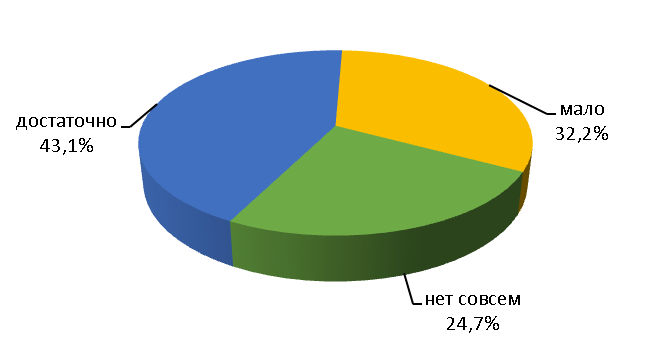 мало
32,2%
достаточно
43,1%
нет совсем
24,7%